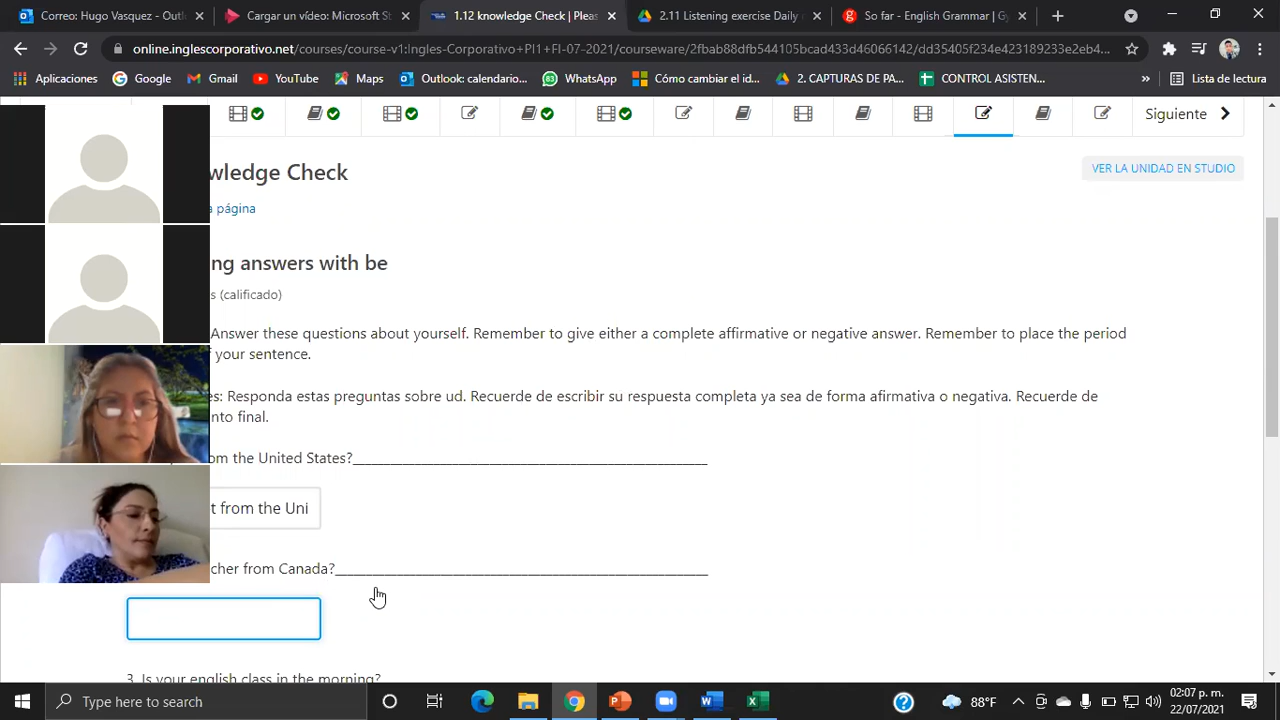 Correo: Hugo Vasquez - Outlo
Cargar un vídeo: Microsoft St
1.12 knowledge Check | Pleas
2.11 Listening exercise Daily r
So far - English Grammar | Gy
online.inglescorporativo.net/courses/course-v1:Ingles-Corporativo+PI1+FI-07-2021/courseware/2fbab88dfb544105bcad433d46066142/dd35405f234e423189233e2eb4...
Aplicaciones
Google
Gmail
YouTube
Maps
Outlook: calendario...
WhatsApp
Cómo cambiar el id...
2. CAPTURAS DE PA...
CONTROL ASISTEN...
»
Lista de lectura
Siguiente
wledge Check
VER LA UNIDAD EN STUDIO
a página
ng answers with be
s (calificado)
Answer these questions about yourself. Remember to give either a complete affirmative or negative answer. Remember to place the period
f your sentence.
es: Responda estas preguntas sobre ud. Recuerde de escribir su respuesta completa ya sea de forma afirmativa o negativa. Recuerde de
nto final.
om the United States?
t from the Uni
cher from Canada?
3. Is your english class in the morning?
Type here to search
88°F
02:07 p. m.
22/07/2021